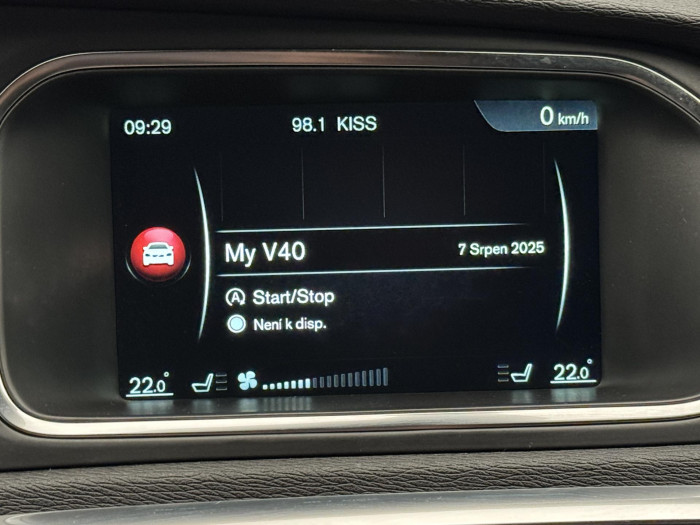 09:29 98.1 KISS 0 km/h
My V40 7 Srpen 2025
Start/Stop
Není k disp.
22.0° 22.0°